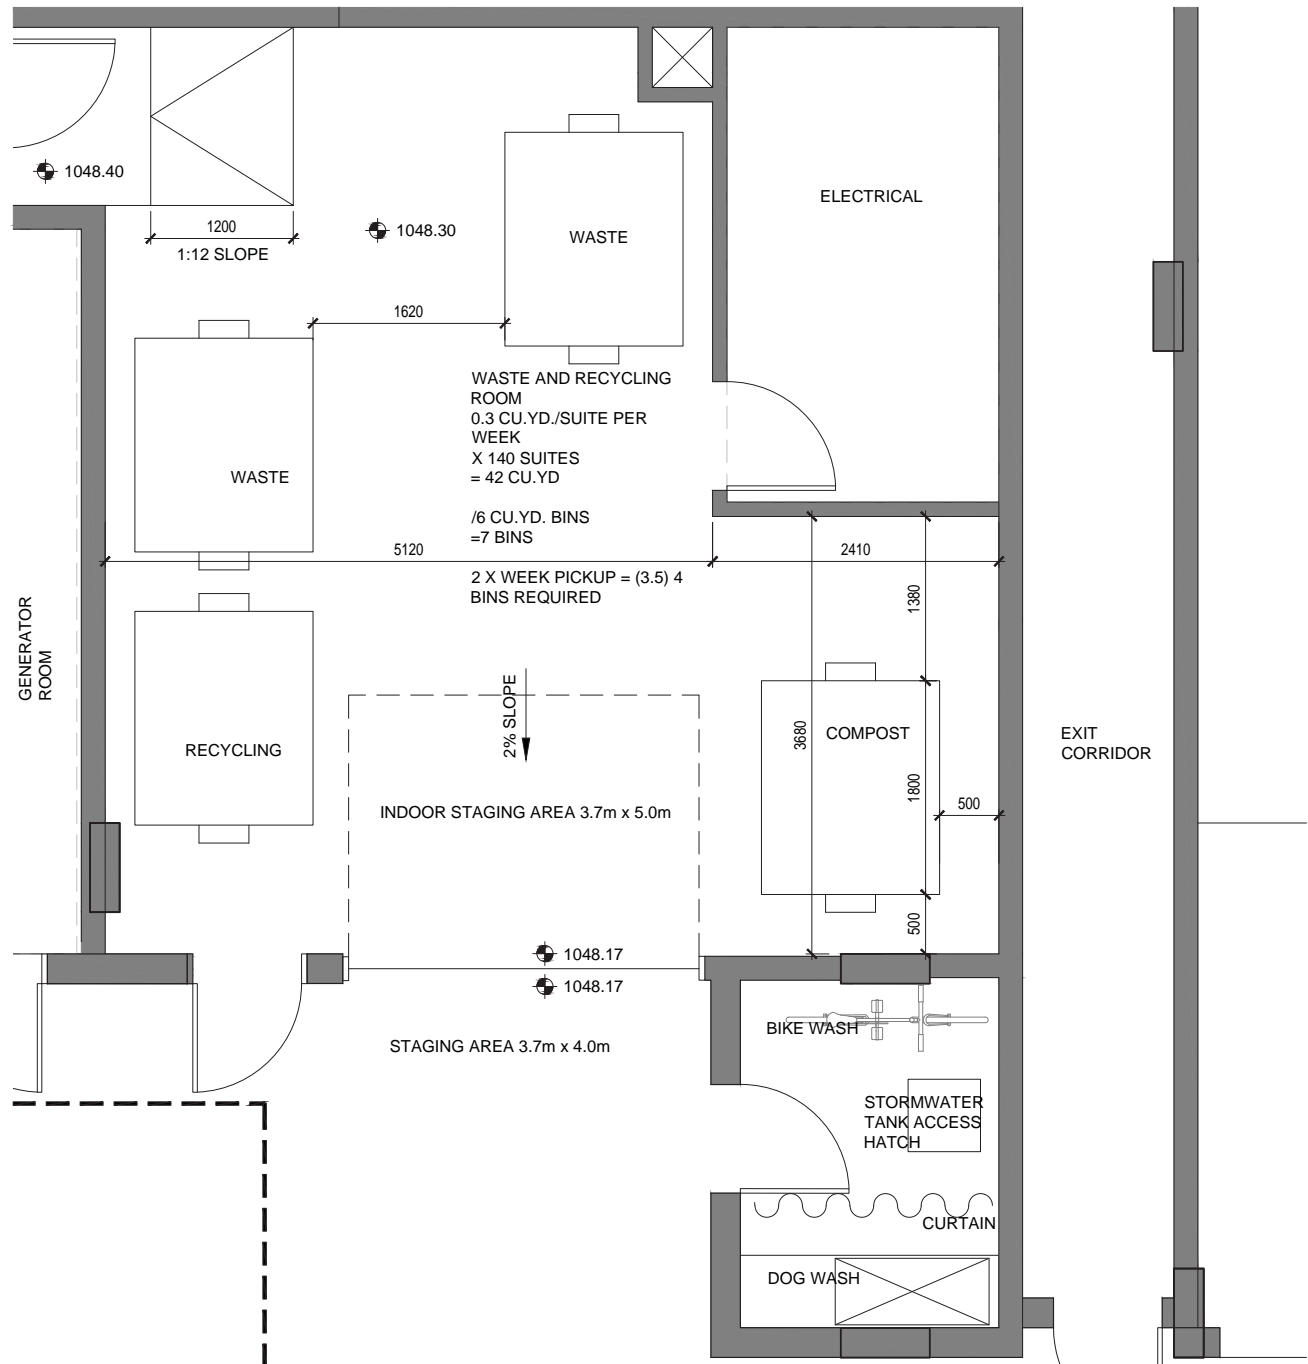 1048.40
1200
1:12 SLOPE
1048.30
WASTE
ELECTRICAL
1620
WASTE AND RECYCLING
ROOM
0.3 CU.YD./SUITE PER
WEEK
X 140 SUITES
= 42 CU.YD
/6 CU.YD. BINS
=7 BINS
2 X WEEK PICKUP = (3.5) 4
BINS REQUIRED
WASTE
5120
2410
1380
GENERATOR
ROOM
RECYCLING
2% SLOPE
3680
COMPOST
1800
500
500
EXIT
CORRIDOR
INDOOR STAGING AREA 3.7m x 5.0m
1048.17
1048.17
STAGING AREA 3.7m x 4.0m
BIKE WASH
STORMWATER
TANK ACCESS
HATCH
CURTAIN
DOG WASH